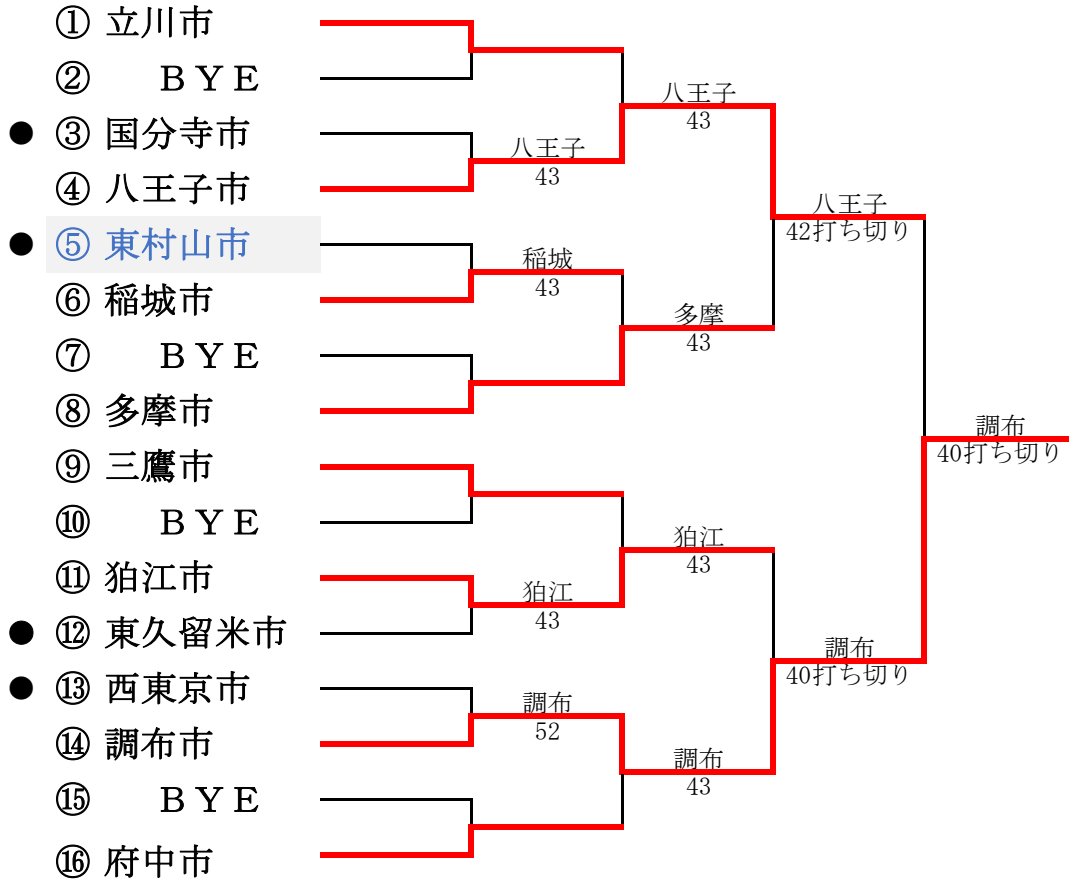 ① 立川市
② ＢＹＥ
● ③ 国分寺市
④ 八王子市
● ⑤ 東村山市
⑥ 稲城市
⑦ ＢＹＥ
⑧ 多摩市
⑨ 三鷹市
⑩ ＢＹＥ
⑪ 狛江市
● ⑫ 東久留米市
● ⑬ 西東京市
⑭ 調布市
⑮ ＢＹＥ
⑯ 府中市
八王子
43
稲城
43
狛江
43
調布
52
八王子
43
多摩
43
狛江
43
調布
43
八王子
42打ち切り
調布
40打ち切り
調布
40打ち切り